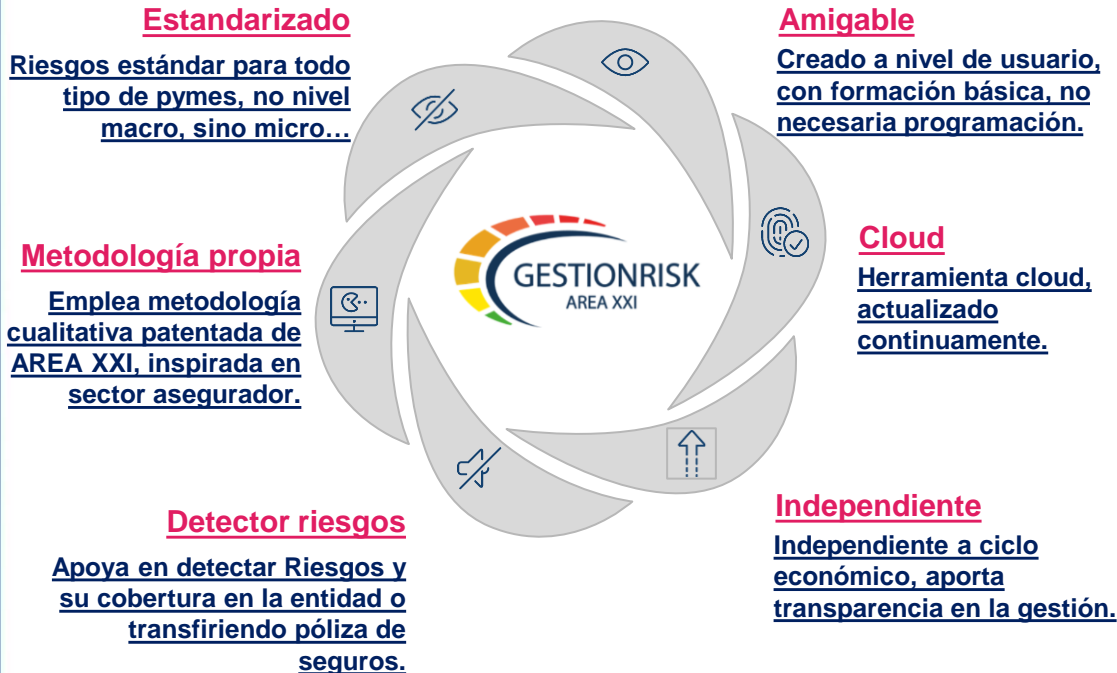 Estandarizado
Riesgos estándar para todo
tipo de pymes, no nivel
macro, sino micro…
Amigable
Creado a nivel de usuario,
con formación básica, no
necesaria programación.
Metodología propia
Emplea metodología
cualitativa patentada de
AREA XXI, inspirada en
sector asegurador.
GESTIONRISK
AREA XXI
Cloud
Herramienta cloud,
actualizado
continuamente.
Detector riesgos
Apoya en detectar Riesgos y
su cobertura en la entidad o
transfiriendo póliza de
seguros.
Independiente
Independiente a ciclo
económico, aporta
transparencia en la gestión.